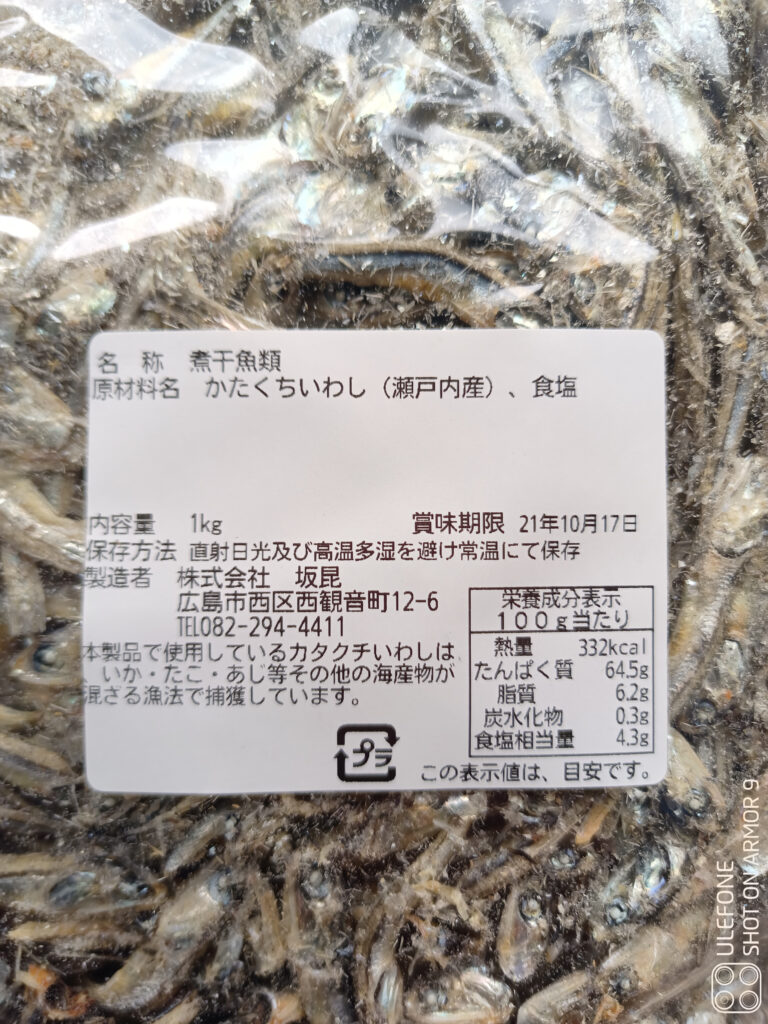 名 称 煮干魚類
原材料名 かたくちいわし（瀬戸内産）、食塩
内容量 1kg 賞味期限 21年10月17日
保存方法 直射日光及び高温多湿を避け常温にて保存
製造者 株式会社 坂昆
広島市西区西観音町12-6
TEL082-294-4411
本製品で使用しているカタクチいわしは
、いか・たこ・あじ等その他の海産物が
混ざる漁法で捕獲しています。
栄養成分表示
100g当たり
熱量 332kcal
たんぱく質 64.5g
脂質 6.2g
炭水化物 0.3g
食塩相当量 4.3g
プラ
この表示値は、目安です。
ULEFONE
SHOT ON ARMOR 9